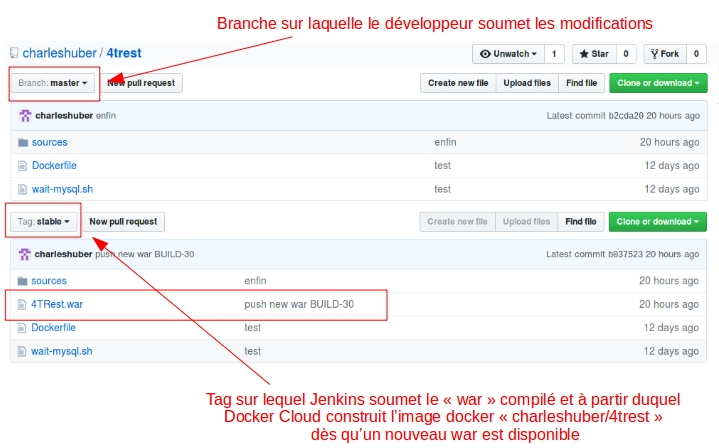 Branche sur laquelle le développeur soumet les modifications
charleshuber / 4trest
Unwatch 1 Star 0 Fork 0
Branch: master New pull request Create new file Upload files Find file Clone or download
charleshuber enfin Latest commit b2cda20 20 hours ago
sources enfin 20 hours ago
Dockerfile test 12 days ago
wait-mysql.sh test 12 days ago
Tag: stable New pull request Create new file Upload files Find file Clone or download
charleshuber push new war BUILD-30 Latest commit b037523 20 hours ago
sources enfin 20 hours ago
4TRest.war push new war BUILD-30 20 hours ago
Dockerfile test 12 days ago
wait-mysql.sh test 12 days ago
Tag sur lequel Jenkins soumet le « war » compilé et à partir duquel
Docker Cloud construit l'image docker « charleshuber/4trest »
dès qu'un nouveau war est disponible